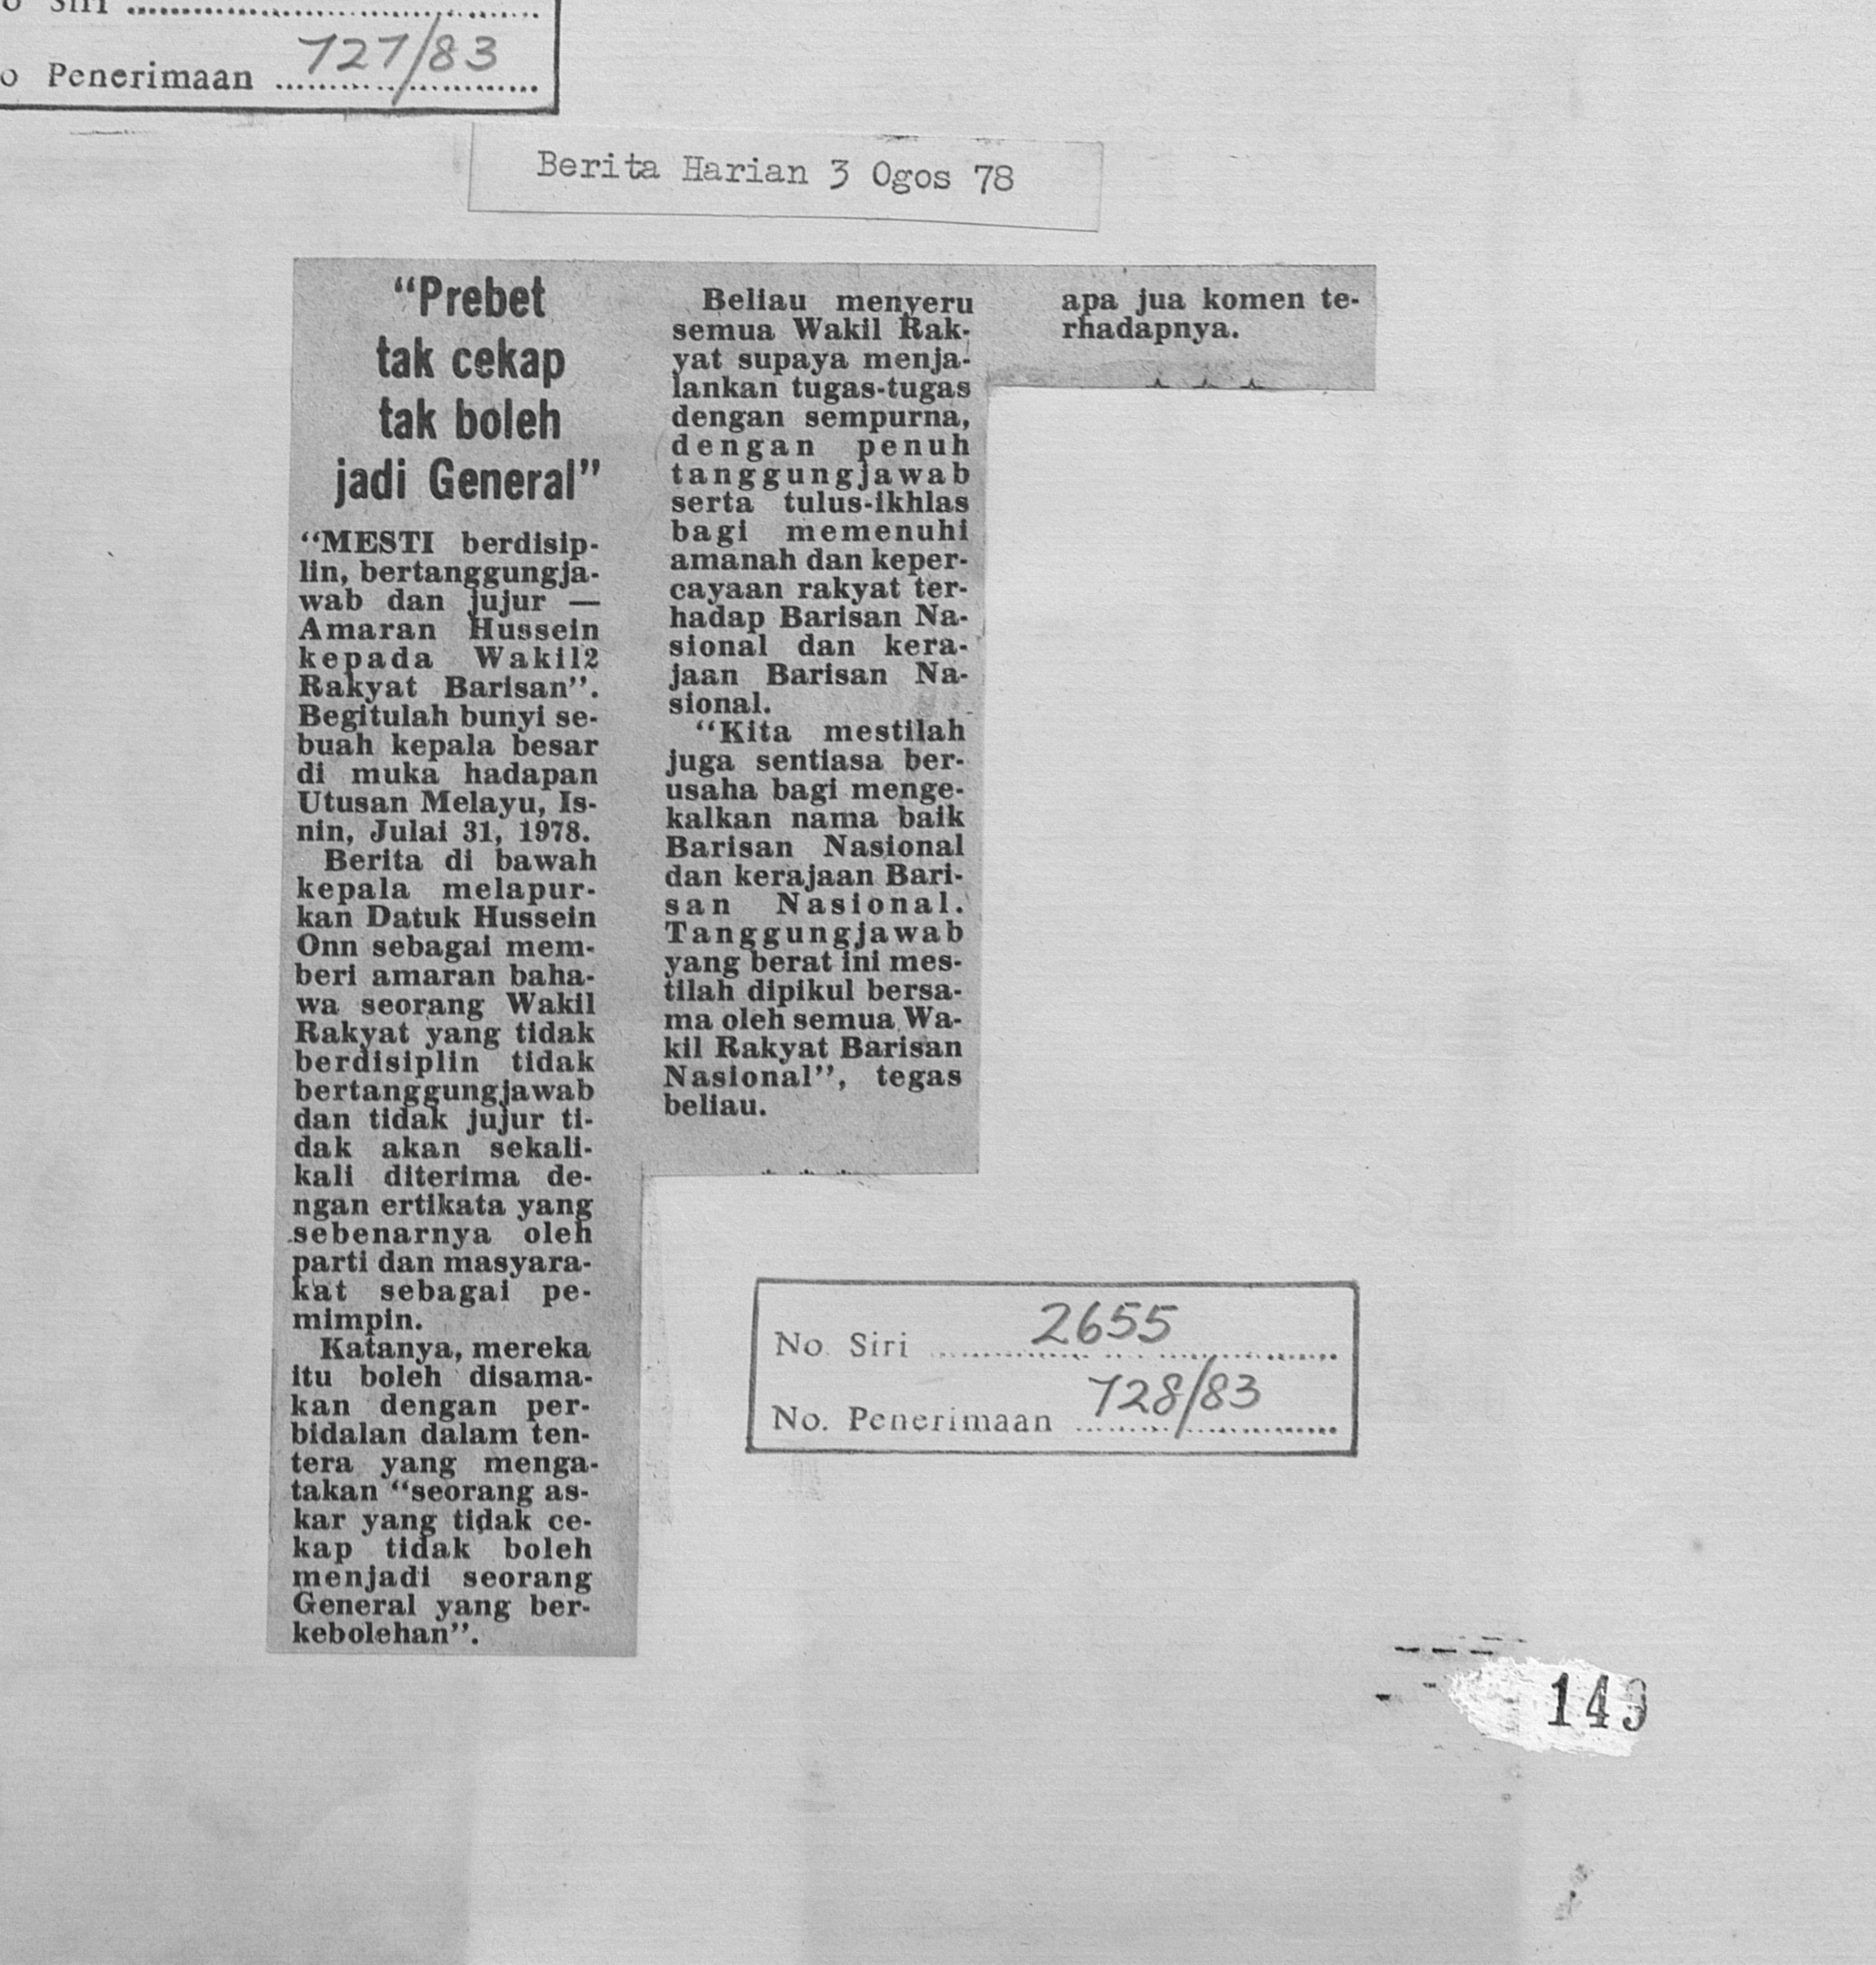 Siri
Penerimaan 727/83
Berita Harian 3 Ogos 78
“Prebet
tak cekap
tak boleh
jadi General”
“MESTI berdisip-
lin, bertanggungja-
wab dan jujur —
Amaran Hussein
kepada Wakil2
Rakyat Barisan”.
Begitulah bunyi se-
buah kepala besar
di muka hadapan
Utusan Melayu, Is-
nin, Julai 31, 1978.
Berita di bawah
kepala melapur-
kan Datuk Hussein
Onn sebagai mem-
beri amaran baha-
wa seorang Wakil
Rakyat yang tidak
berdisiplin tidak
bertanggungjawab
dan tidak jujur ti-
dak akan sekali-
kali diterima de-
ngan ertikata yang
sebenarnya oleh
parti dan masyara-
kat sebagai pe-
mimpin.
Katanya, mereka
itu boleh disama-
kan dengan per-
bidalan dalam ten-
tera yang menga-
takan “seorang as-
kar yang tidak ce-
kap tidak boleh
menjadi seorang
General yang ber-
kebolehan”.
Beliau menyeru
semua Wakil Rak-
yat supaya menja-
lankan tugas-tugas
dengan sempurna,
dengan penuh
tanggungjawab
serta tulus-ikhlas
bagi memenuhi
amanah dan keper-
cayaan rakyat ter-
hadap Barisan Na-
sional dan kera-
jaan Barisan Na-
sional.
“Kita mestilah
juga sentiasa ber-
usaha bagi menge-
kalkan nama baik
Barisan Nasional
dan kerajaan Bari-
san Nasional.
Tanggungjawab
yang berat ini mes-
tilah dipikul bersa-
ma oleh semua Wa-
kil Rakyat Barisan
Nasional”, tegas
beliau.
apa jua komen te-
rhadapnya.
No. Siri 2655
No. Penerimaan 728/83
149